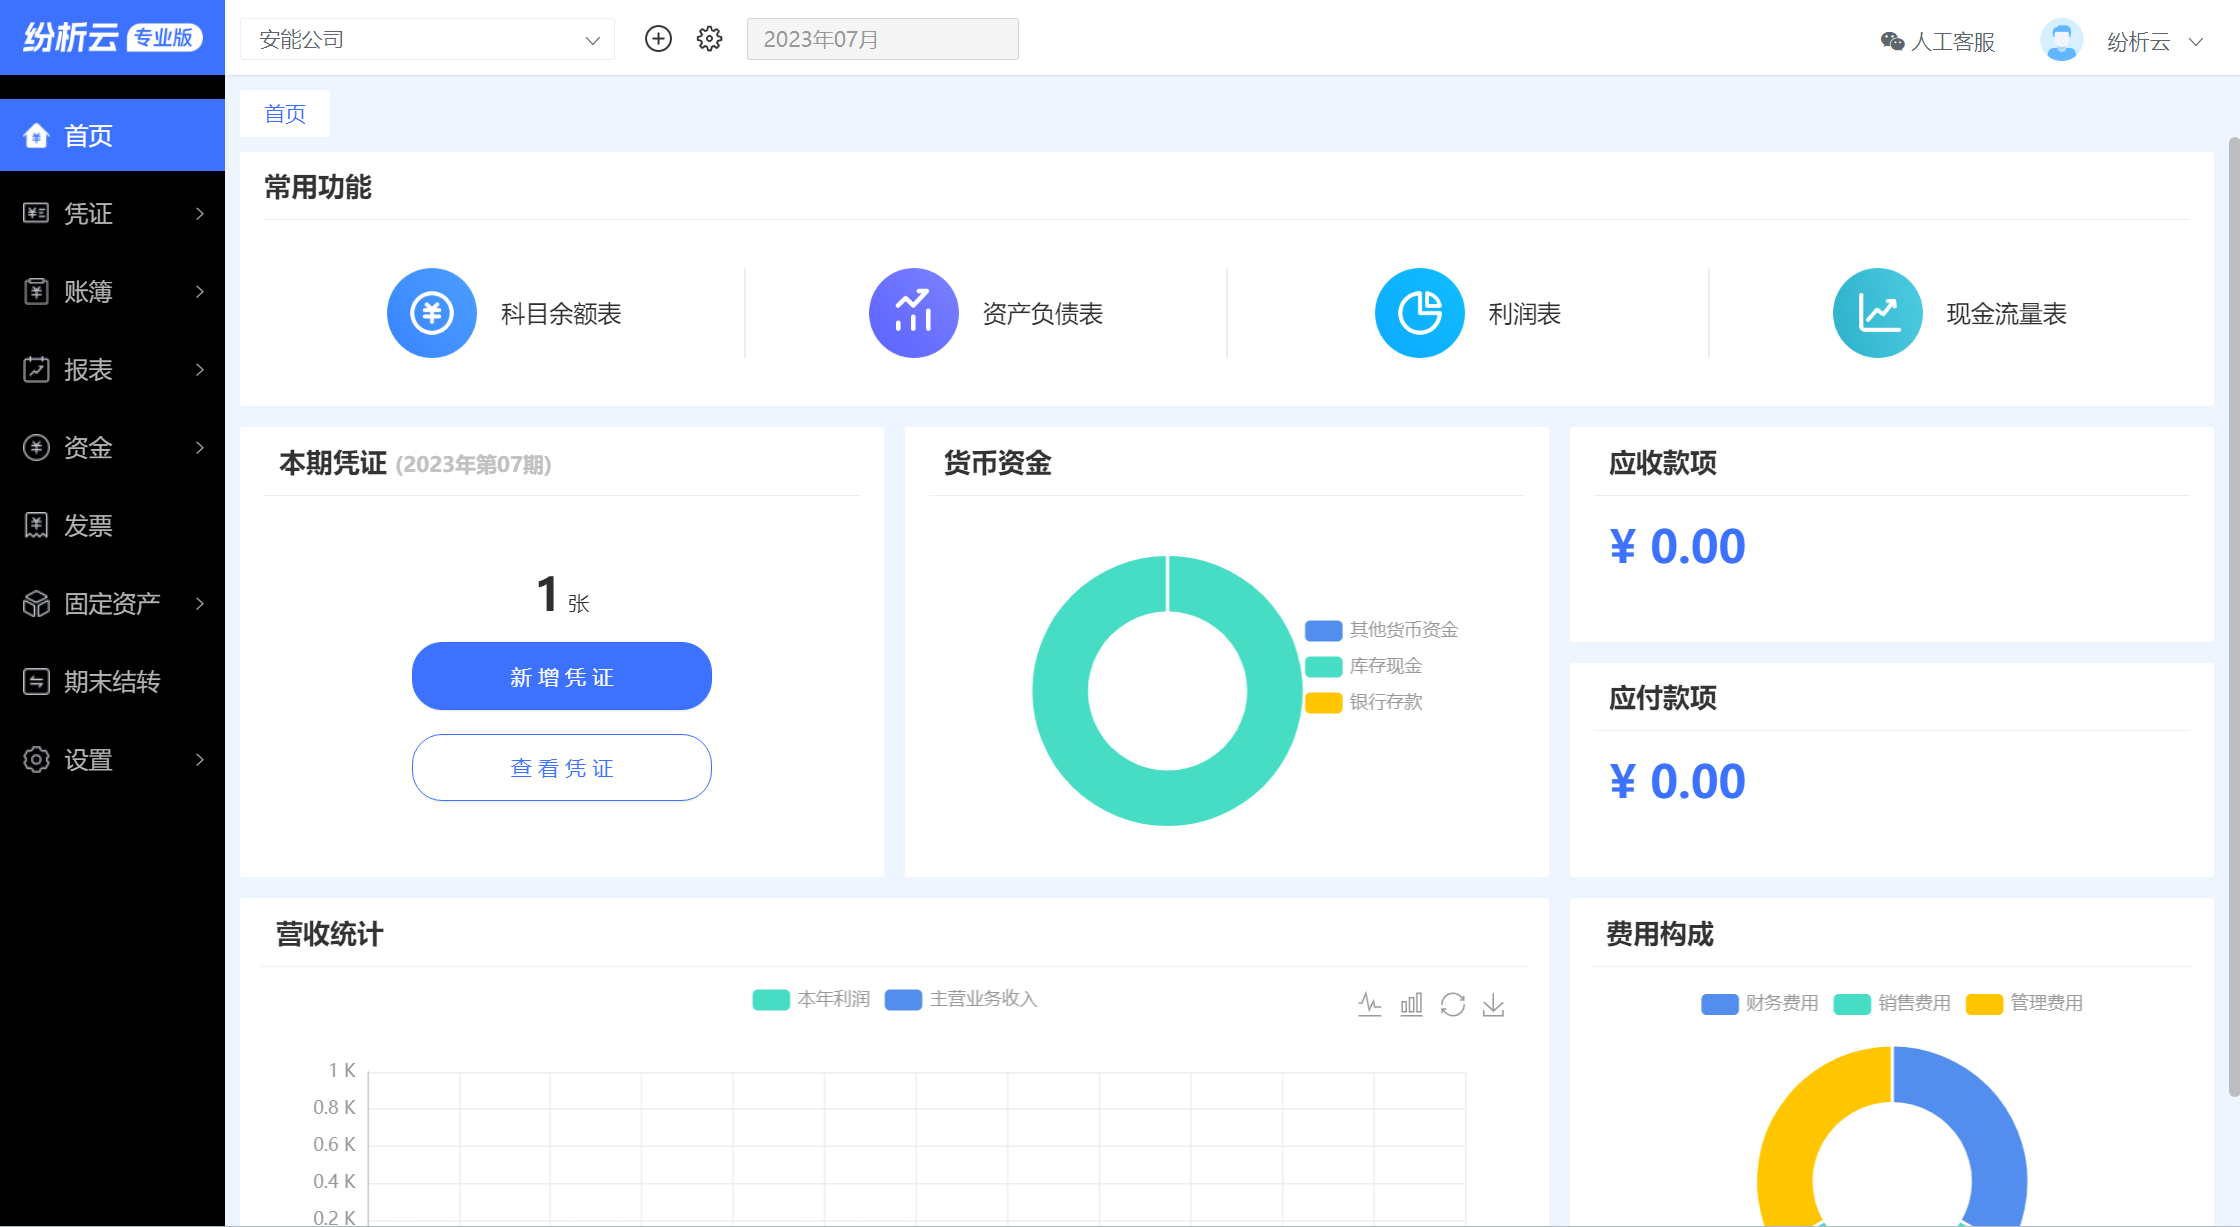 纷析云 专业版
安能公司
2023年07月
人工客服
纷析云
首页
凭证
账簿
报表
资金
发票
固定资产
期末结转
设置
首页
常用功能
科目余额表
资产负债表
利润表
现金流量表
本期凭证 (2023年第07期)
1 张
新增凭证
查看凭证
货币资金
其他货币资金
库存现金
银行存款
应收款项
¥ 0.00
应付款项
¥ 0.00
营收统计
本年利润 主营业务收入
1 K
0.8 K
0.6 K
0.4 K
0.2 K
费用构成
财务费用 销售费用 管理费用